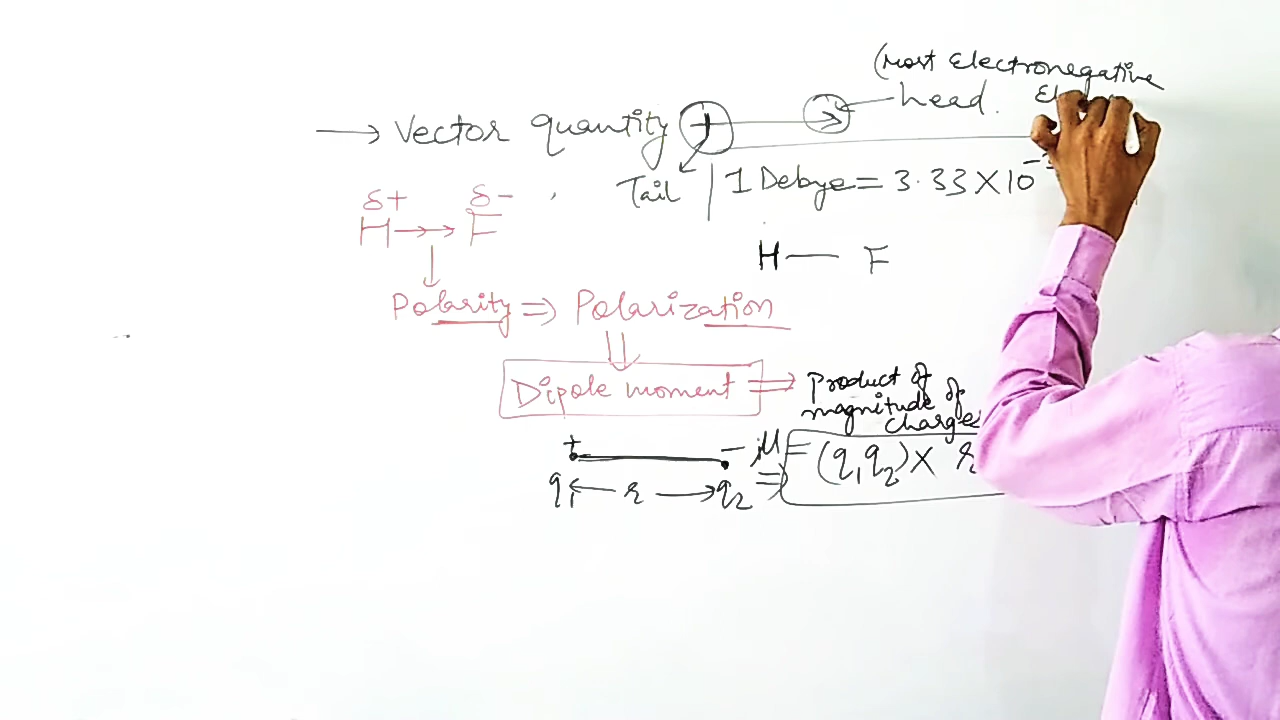 (Most Electronegative
head.
→ Vector quantity
Tail
1 Debye = 3.33 X 10
δ+ δ-
H→→F
H — F
Polarity ⇒ Polarization
Dipole moment ⇒ Product of
magnitude of
charges
+ -
q1 ← r → q2 ⇒ μ = (q1q2) X r